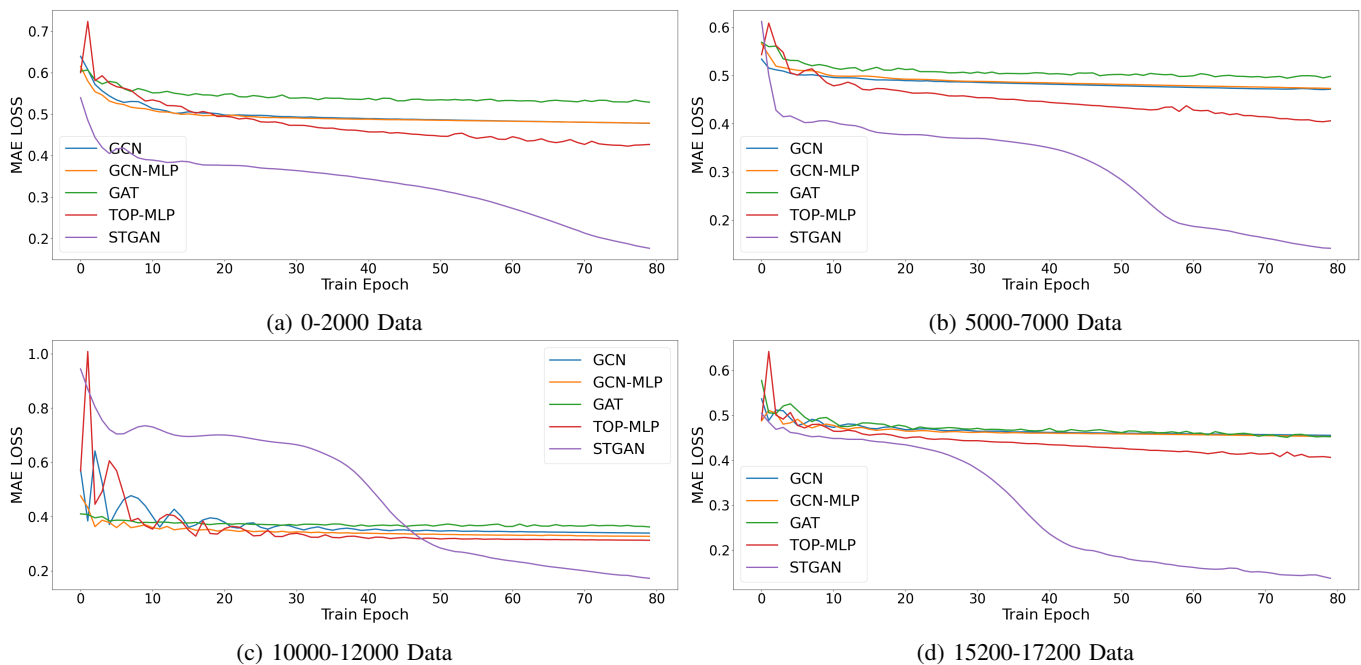 0.7
0.6
0.5
0.4
0.3
0.2
MAE LOSS
GCN
GCN-MLP
GAT
TOP-MLP
STGAN
0 10 20 30 40 50 60 70 80
Train Epoch
(a) 0-2000 Data
0.6
0.5
0.4
0.3
0.2
MAE LOSS
GCN
GCN-MLP
GAT
TOP-MLP
STGAN
0 10 20 30 40 50 60 70 80
Train Epoch
(b) 5000-7000 Data
1.0
0.8
0.6
0.4
0.2
MAE LOSS
GCN
GCN-MLP
GAT
TOP-MLP
STGAN
0 10 20 30 40 50 60 70 80
Train Epoch
(c) 10000-12000 Data
0.6
0.5
0.4
0.3
0.2
MAE LOSS
GCN
GCN-MLP
GAT
TOP-MLP
STGAN
0 10 20 30 40 50 60 70 80
Train Epoch
(d) 15200-17200 Data